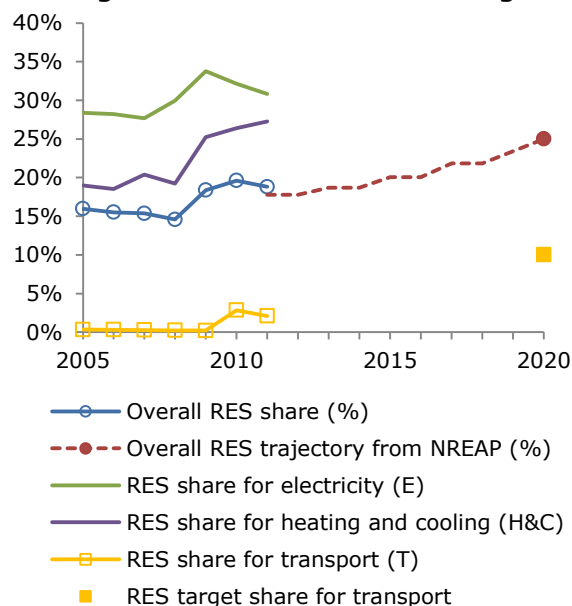 40%
35%
30%
25%
20%
15%
10%
5%
0%
2005 2010 2015 2020
Overall RES share (%)
Overall RES trajectory from NREAP (%)
RES share for electricity (E)
RES share for heating and cooling (H&C)
RES share for transport (T)
RES target share for transport